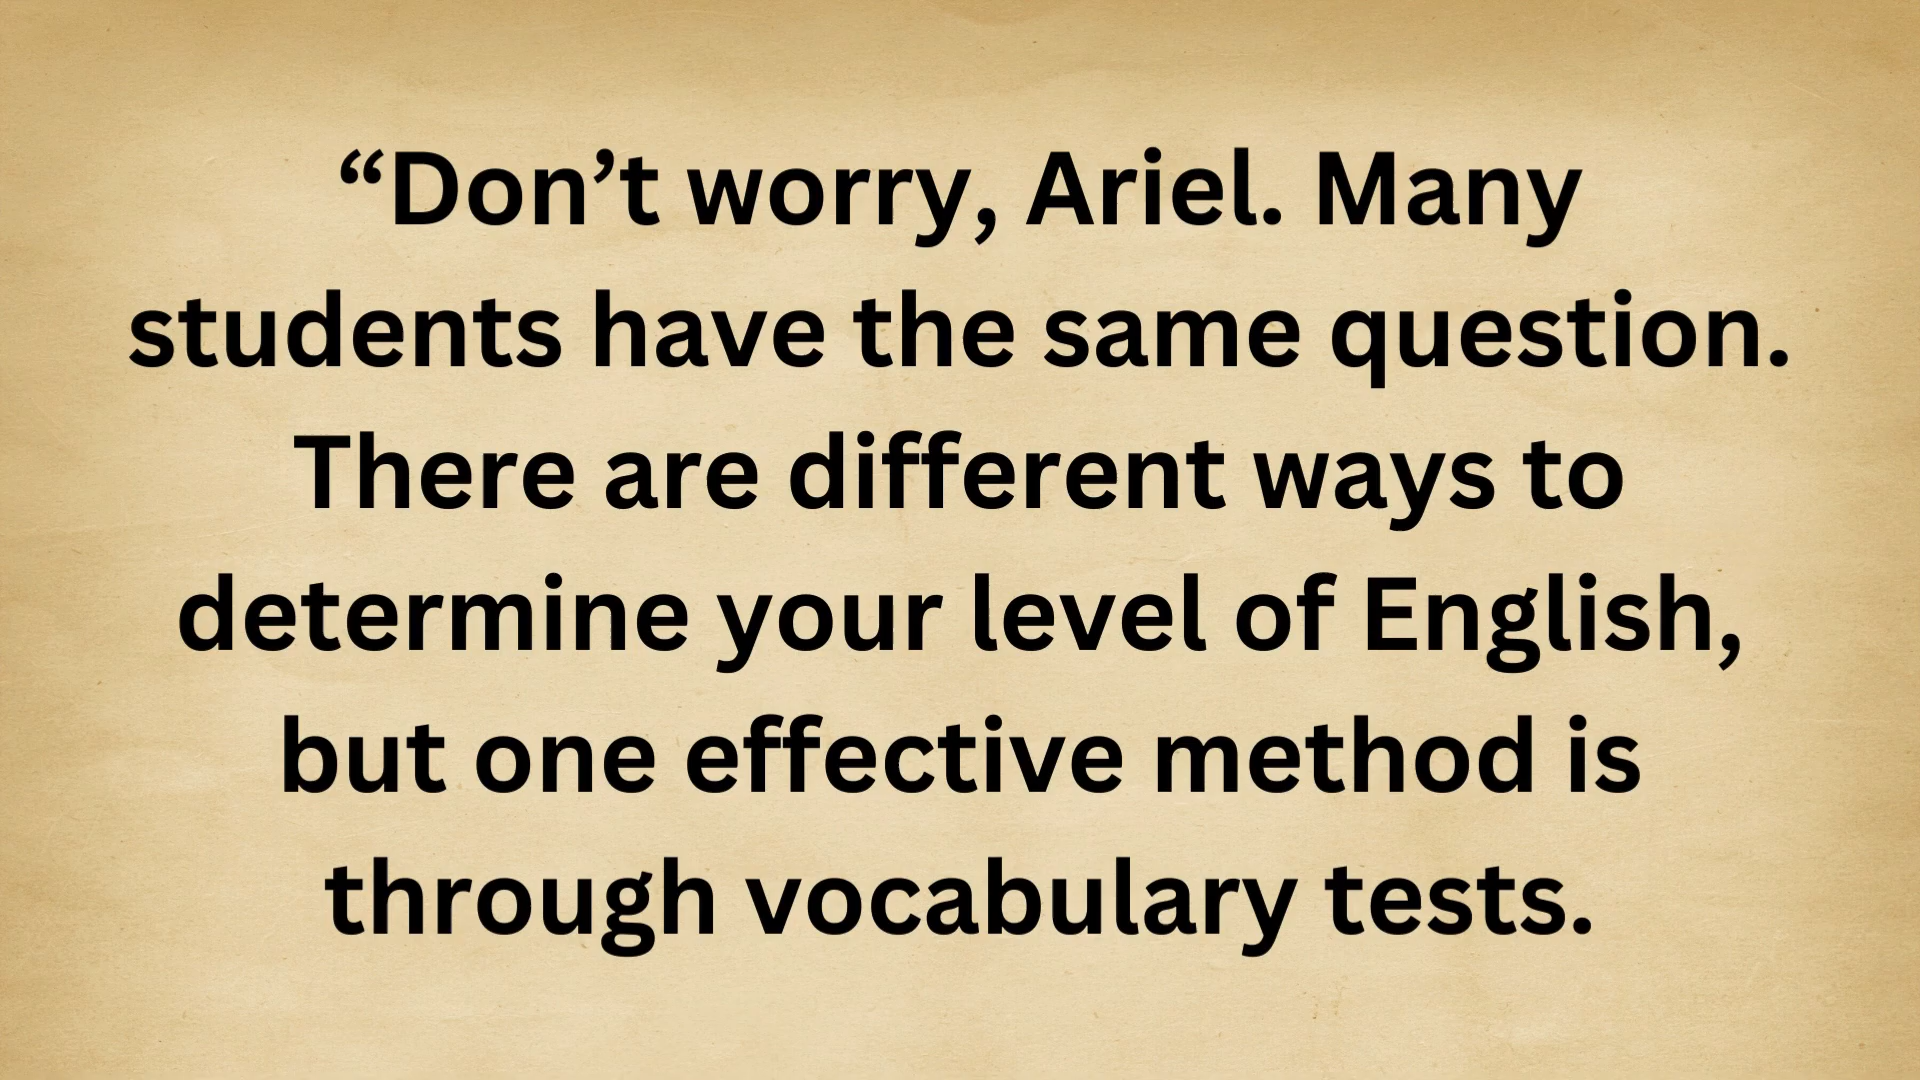 “Don’t worry, Ariel. Many
students have the same question.
There are different ways to
determine your level of English,
but one effective method is
through vocabulary tests.